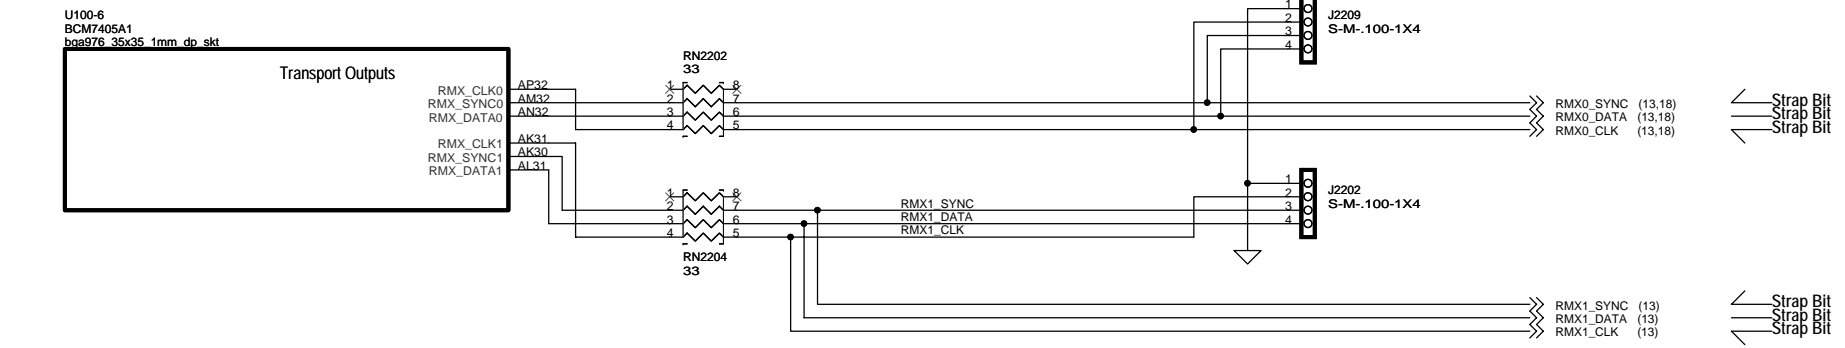 U100-6
BCM7405A1
bga976_35x35_1mm_dp_skt
Transport Outputs
RMX_CLK0 AP32
RMX_SYNC0 AM32
RMX_DATA0 AN32
RMX_CLK1 AK31
RMX_SYNC1 AK30
RMX_DATA1 AL31
RN2202
33
1 8
2 7
3 6
4 5
1
2
3
4
J2209
S-M-.100-1X4
RMX0_SYNC (13,18)
RMX0_DATA (13,18)
RMX0_CLK (13,18)
Strap Bit
Strap Bit
Strap Bit
1 8
2 7
3 6
4 5
RN2204
33
RMX1_SYNC
RMX1_DATA
RMX1_CLK
1
2
3
4
J2202
S-M-.100-1X4
RMX1_SYNC (13)
RMX1_DATA (13)
RMX1_CLK (13)
Strap Bit
Strap Bit
Strap Bit